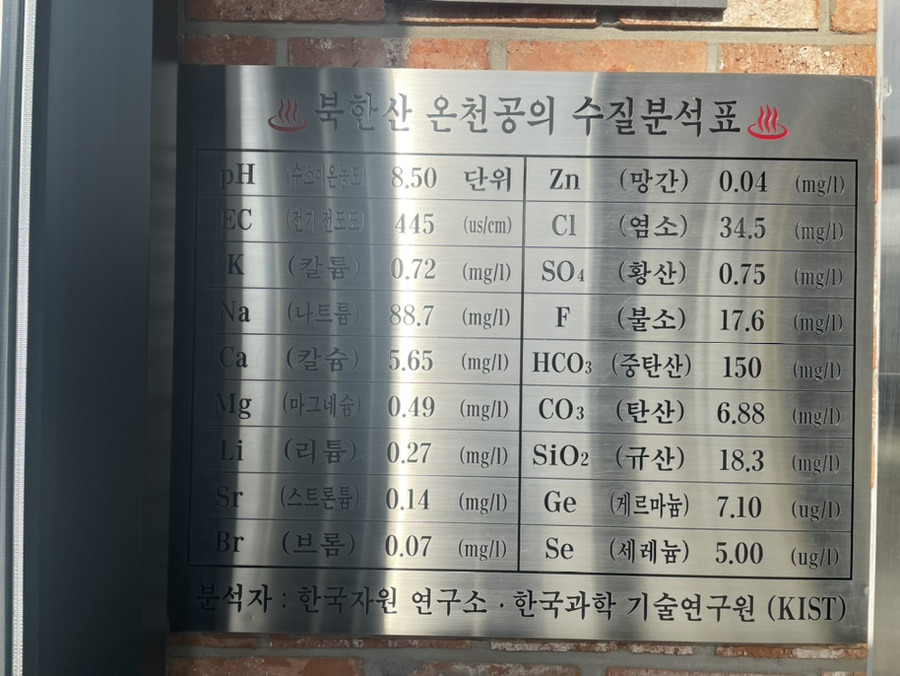 ♨북한산 온천공의 수질분석표♨
pH (수소이온농도) 8.50 단위 Zn (망간) 0.04 (mg/l)
EC (전기 전도도) 445 (us/cm) Cl (염소) 34.5 (mg/l)
K (칼륨) 0.72 (mg/l) SO₄ (황산) 0.75 (mg/l)
Na (나트륨) 88.7 (mg/l) F (불소) 17.6 (mg/l)
Ca (칼슘) 5.65 (mg/l) HCO₃ (중탄산) 150 (mg/l)
Mg (마그네슘) 0.49 (mg/l) CO₃ (탄산) 6.88 (mg/l)
Li (리튬) 0.27 (mg/l) SiO₂ (규산) 18.3 (mg/l)
Sr (스트론튬) 0.14 (mg/l) Ge (게르마늄) 7.10 (ug/l)
Br (브롬) 0.07 (mg/l) Se (세레늄) 5.00 (ug/l)
분석자 : 한국자원 연구소 · 한국과학 기술연구원 (KIST)